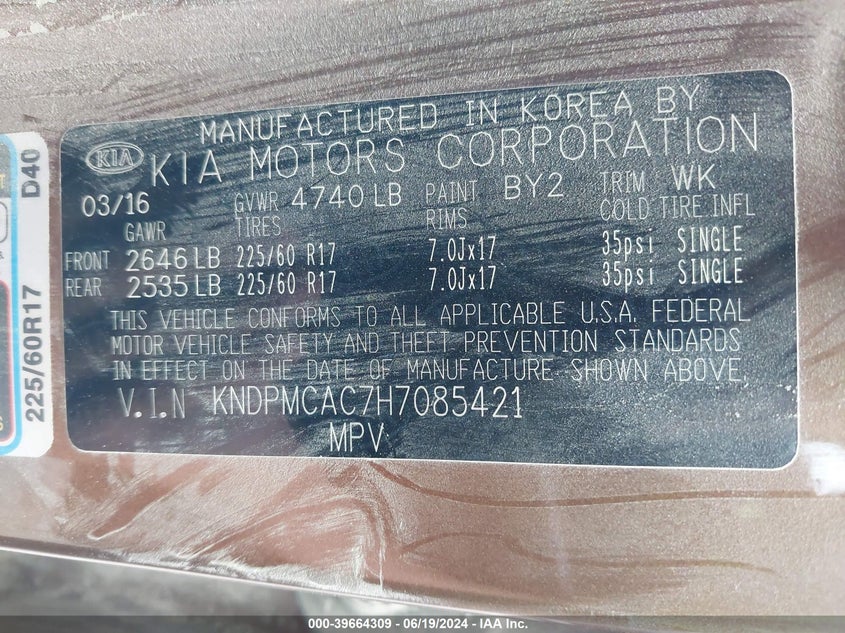 MANUFACTURED IN KOREA BY
KIA KIA MOTORS CORPORATION
03/16 GVWR 4740 LB PAINT BY2 TRIM WK
GAWR TIRES RIMS COLD TIRE INFL
FRONT 2646 LB 225/60 R17 7.0Jx17 35psi SINGLE
REAR 2535 LB 225/60 R17 7.0Jx17 35psi SINGLE
THIS VEHICLE CONFORMS TO ALL APPLICABLE U.S.A. FEDERAL
MOTOR VEHICLE SAFETY AND THEFT PREVENTION STANDARDS
IN EFFECT ON THE DATE OF MANUFACTURE SHOWN ABOVE.
V.I.N KNDPMCAC7H7085421
MPV
225/60R17 D40
000-39664309 - 06/19/2024 - IAA Inc.